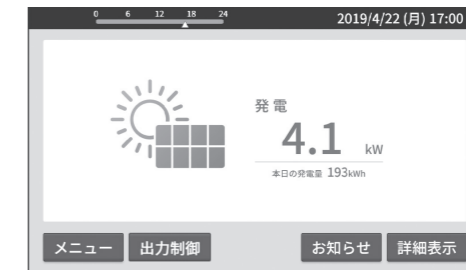 0 6 12 18 24
2019/4/22 (月) 17:00
発電
4.1 kW
本日の発電量 193kWh
メニュー 出力制御 お知らせ 詳細表示